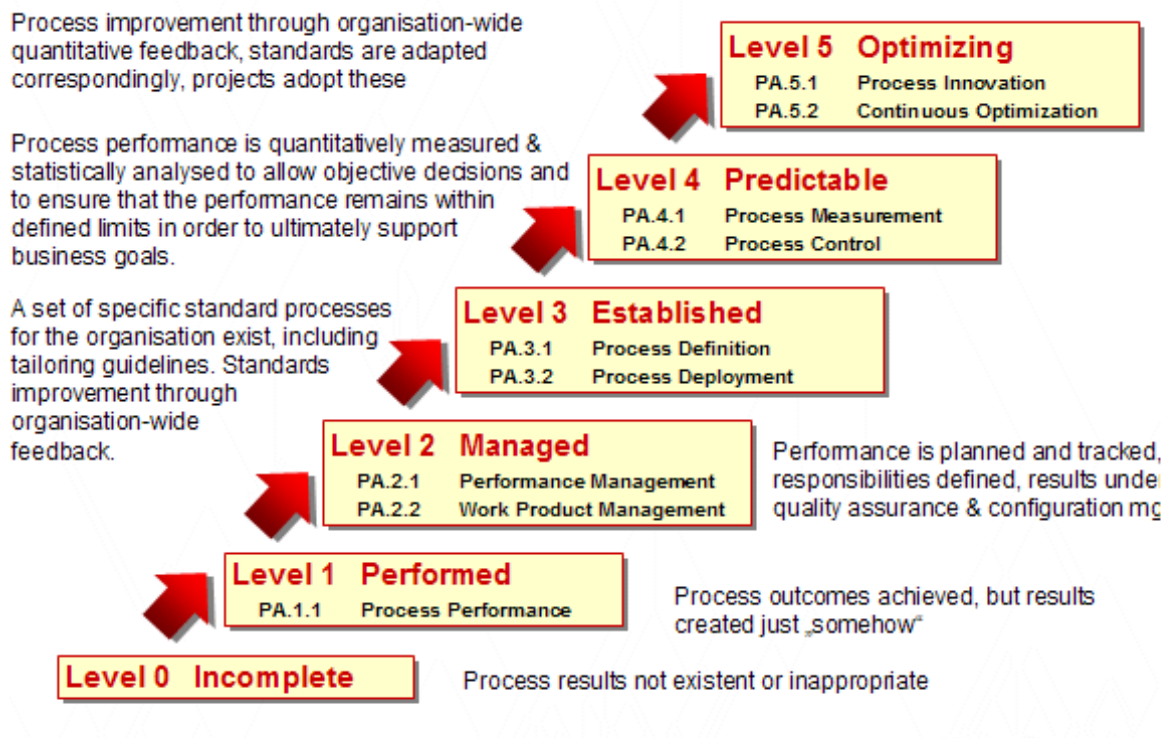 Process improvement through organisation-wide
quantitative feedback, standards are adapted
correspondingly, projects adopt these
Level 5 Optimizing
PA.5.1 Process Innovation
PA.5.2 Continuous Optimization
Process performance is quantitatively measured &
statistically analysed to allow objective decisions and
to ensure that the performance remains within
defined limits in order to ultimately support
business goals.
Level 4 Predictable
PA.4.1 Process Measurement
PA.4.2 Process Control
A set of specific standard processes
for the organisation exist, including
tailoring guidelines. Standards
improvement through
organisation-wide
feedback.
Level 3 Established
PA.3.1 Process Definition
PA.3.2 Process Deployment
Level 2 Managed
PA.2.1 Performance Management
PA.2.2 Work Product Management
Performance is planned and tracked,
responsibilities defined, results under
quality assurance & configuration mg
Level 1 Performed
PA.1.1 Process Performance
Process outcomes achieved, but results
created just „somehow“
Level 0 Incomplete
Process results not existent or inappropriate